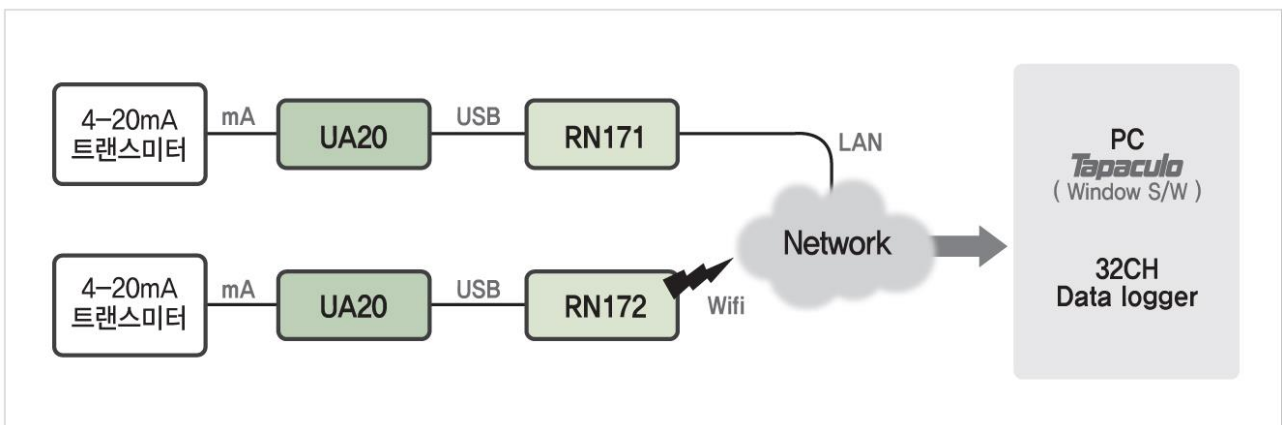 4-20mA
트랜스미터
mA
UA20
USB
RN171
LAN
4-20mA
트랜스미터
mA
UA20
USB
RN172
Wifi
Network
PC
Tapaculo
( Window S/W )
32CH
Data logger